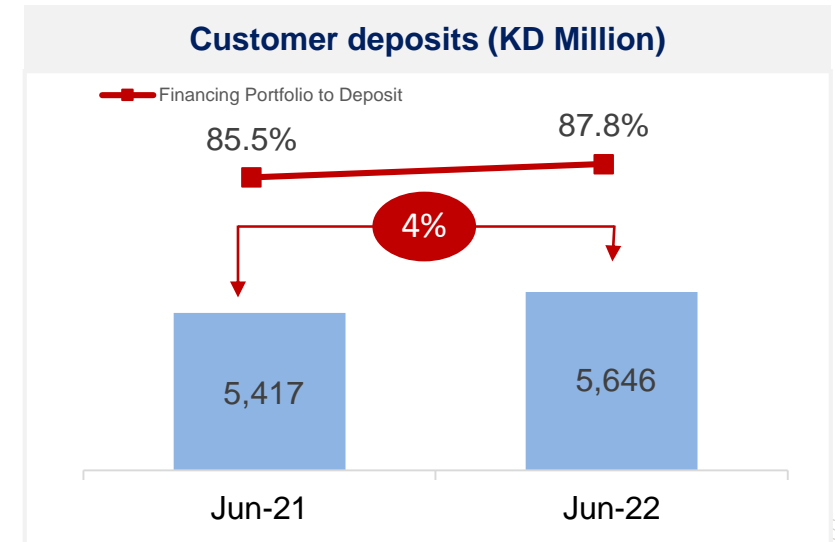 Customer deposits (KD Million)
Financing Portfolio to Deposit
85.5%
87.8%
4%
5,417
5,646
Jun-21
Jun-22